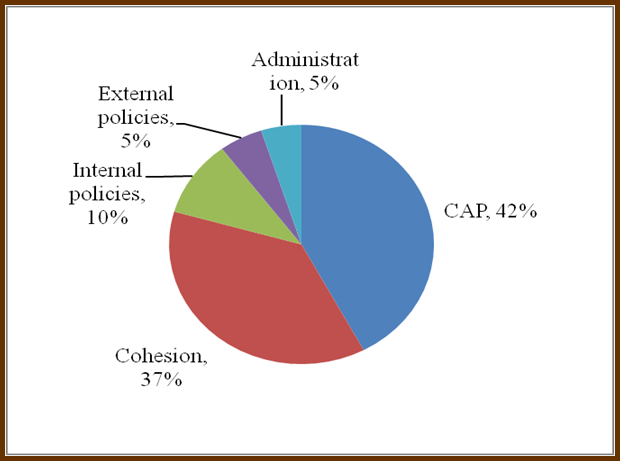 Administrat
ion, 5%
External
policies,
5%
Internal
policies,
10%
CAP, 42%
Cohesion,
37%